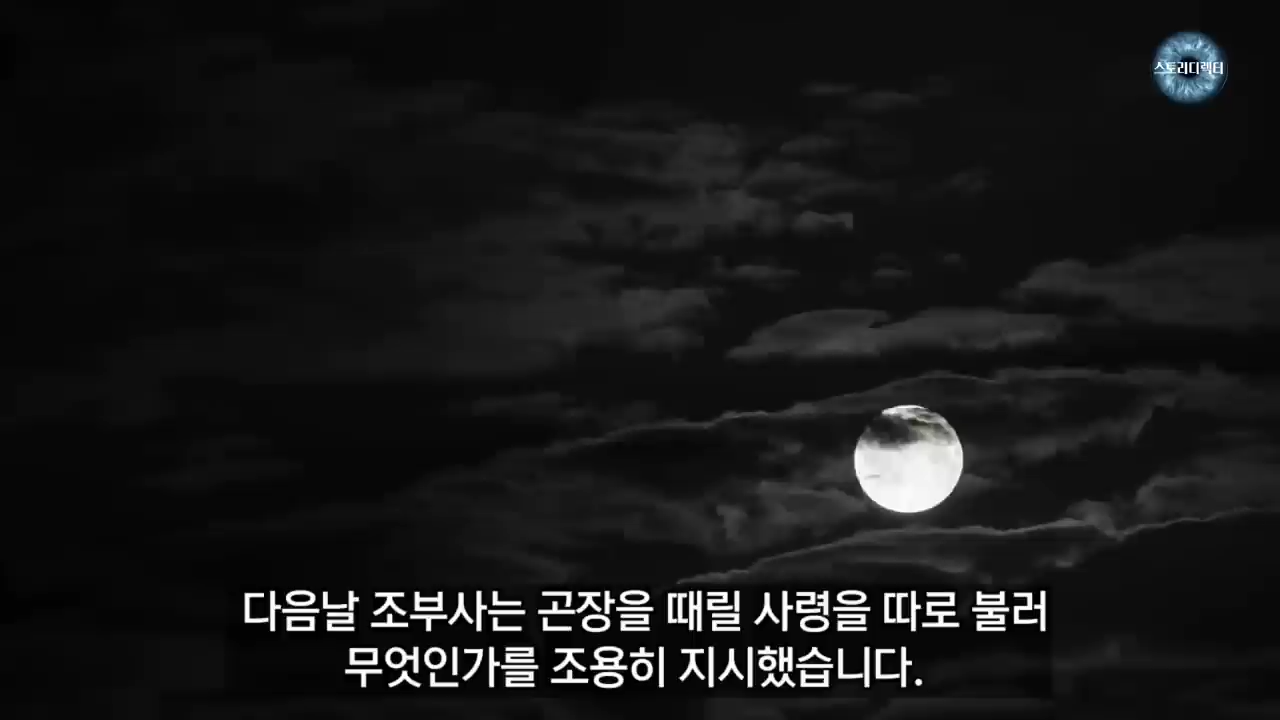 스토리디렉터
다음날 조부사는 곤장을 때릴 사령을 따로 불러
무엇인가를 조용히 지시했습니다.